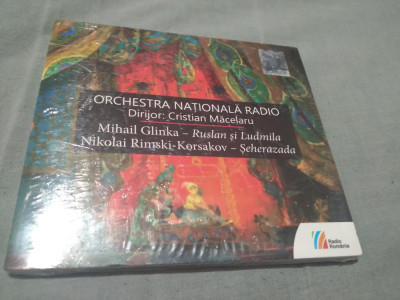 ORCHESTRA NAȚIONALĂ RADIO
Dirijor: Cristian Măcelaru
Mihail Glinka – Ruslan și Ludmila
Nikolai Rimski-Korsakov – Șeherazada
Radio
România